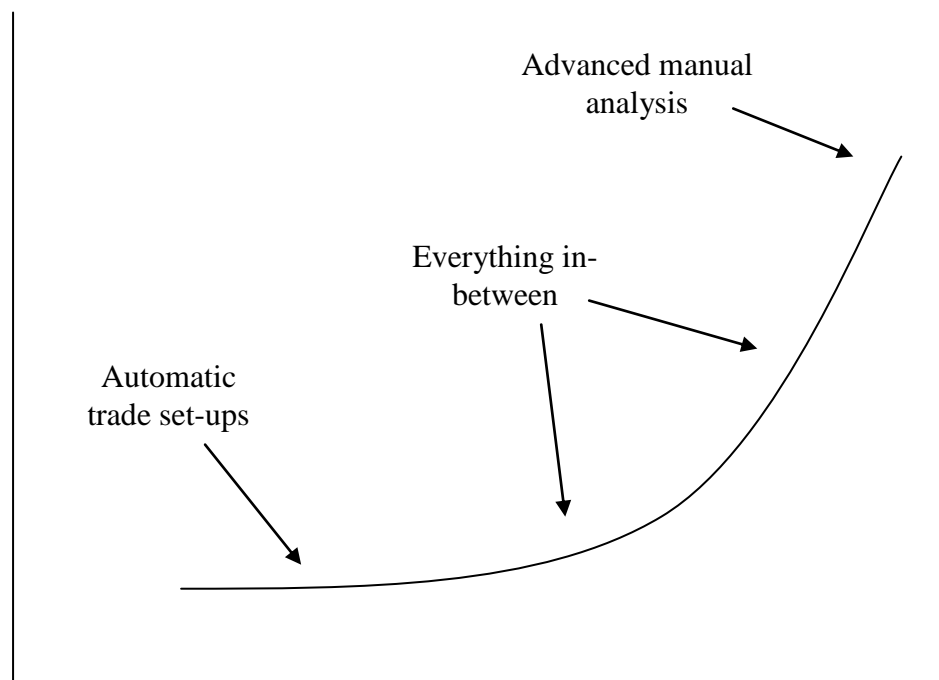 Advanced manual
analysis
Everything in-
between
Automatic
trade set-ups